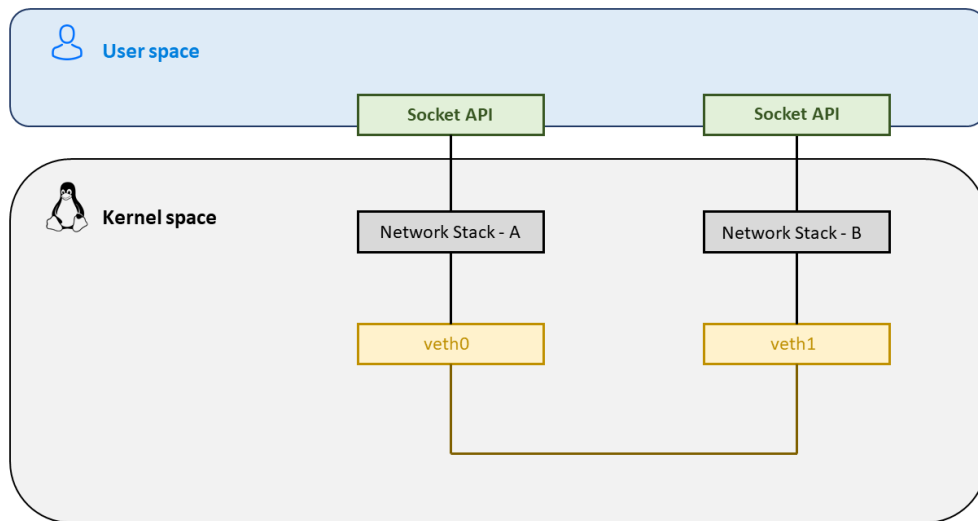 User space
Socket API
Socket API
Kernel space
Network Stack - A
Network Stack - B
veth0
veth1